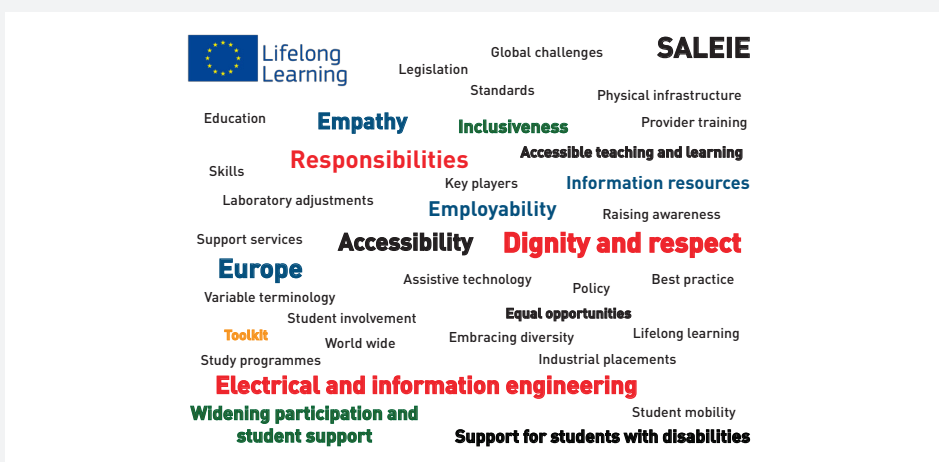 Lifelong
Learning
Global challenges
SALEIE
Legislation
Standards
Physical infrastructure
Education
Empathy
Inclusiveness
Provider training
Responsibilities
Accessible teaching and learning
Skills
Key players
Information resources
Laboratory adjustments
Employability
Raising awareness
Support services
Accessibility
Dignity and respect
Europe
Assistive technology
Policy
Best practice
Variable terminology
Student involvement
Equal opportunities
Toolkit
World wide
Embracing diversity
Lifelong learning
Study programmes
Industrial placements
Electrical and information engineering
Widening participation and
student support
Student mobility
Support for students with disabilities